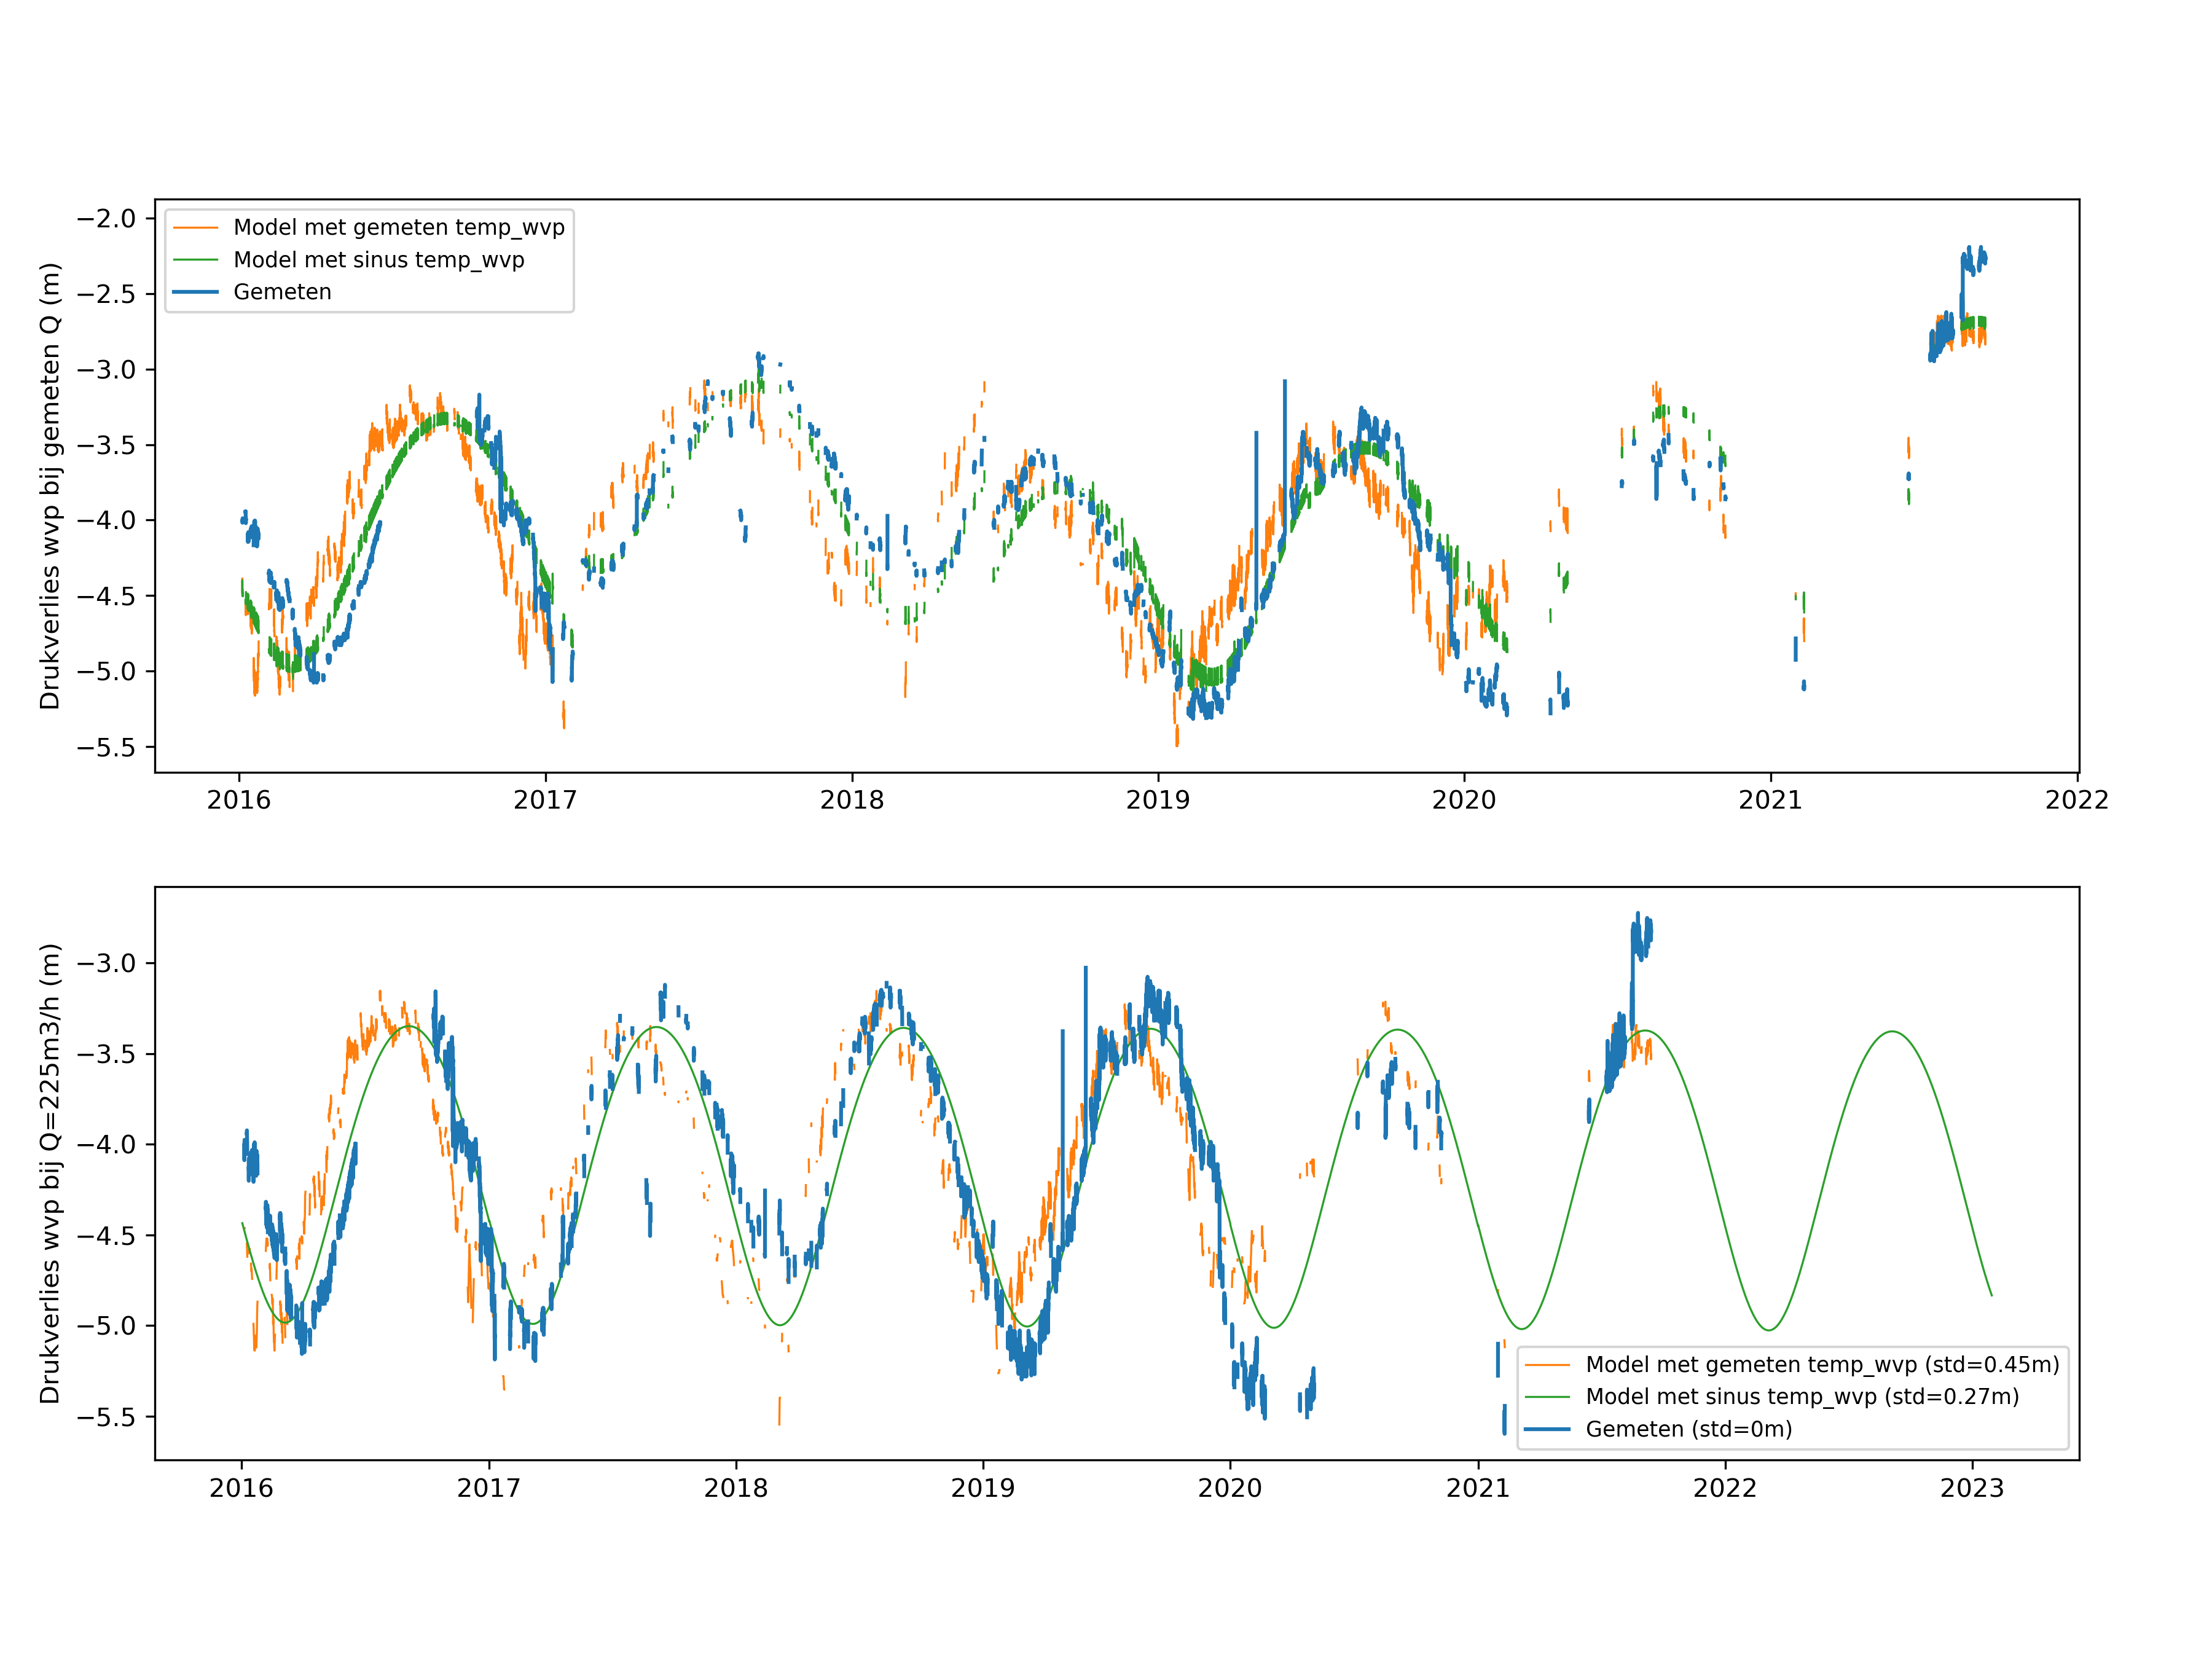 Drukverlies wvp bij gemeten Q (m)
−2.0
−2.5
−3.0
−3.5
−4.0
−4.5
−5.0
−5.5
Model met gemeten temp_wvp
Model met sinus temp_wvp
Gemeten
2016 2017 2018 2019 2020 2021 2022
Drukverlies wvp bij Q=225m3/h (m)
−3.0
−3.5
−4.0
−4.5
−5.0
−5.5
Model met gemeten temp_wvp (std=0.45m)
Model met sinus temp_wvp (std=0.27m)
Gemeten (std=0m)
2016 2017 2018 2019 2020 2021 2022 2023